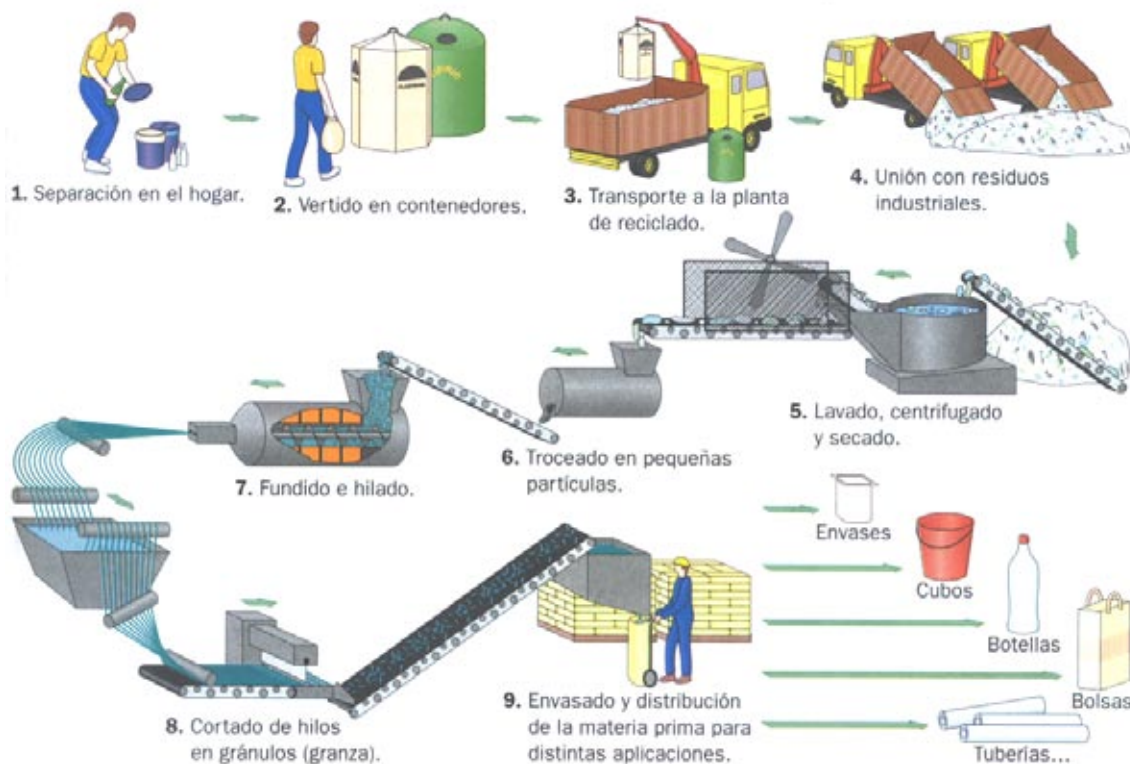 1. Separación en el hogar.
2. Vertido en contenedores.
3. Transporte a la planta
de reciclado.
4. Unión con residuos
industriales.
5. Lavado, centrifugado
y secado.
6. Troceado en pequeñas
partículas.
7. Fundido e hilado.
8. Cortado de hilos
en gránulos (granza).
9. Envasado y distribución
de la materia prima para
distintas aplicaciones.
Envases
Cubos
Botellas
Bolsas
Tuberías...